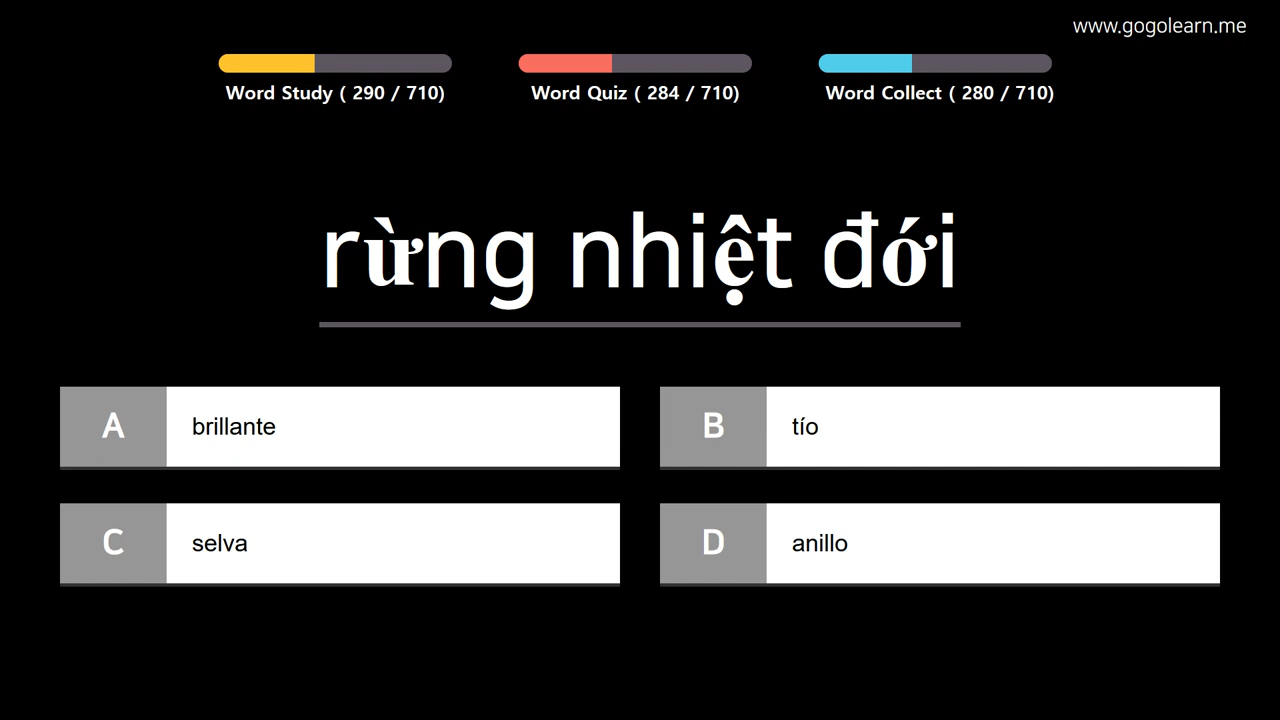 www.gogolearn.me
Word Study ( 290 / 710)
Word Quiz ( 284 / 710)
Word Collect ( 280 / 710)
rừng nhiệt đới
A brillante
B tío
C selva
D anillo